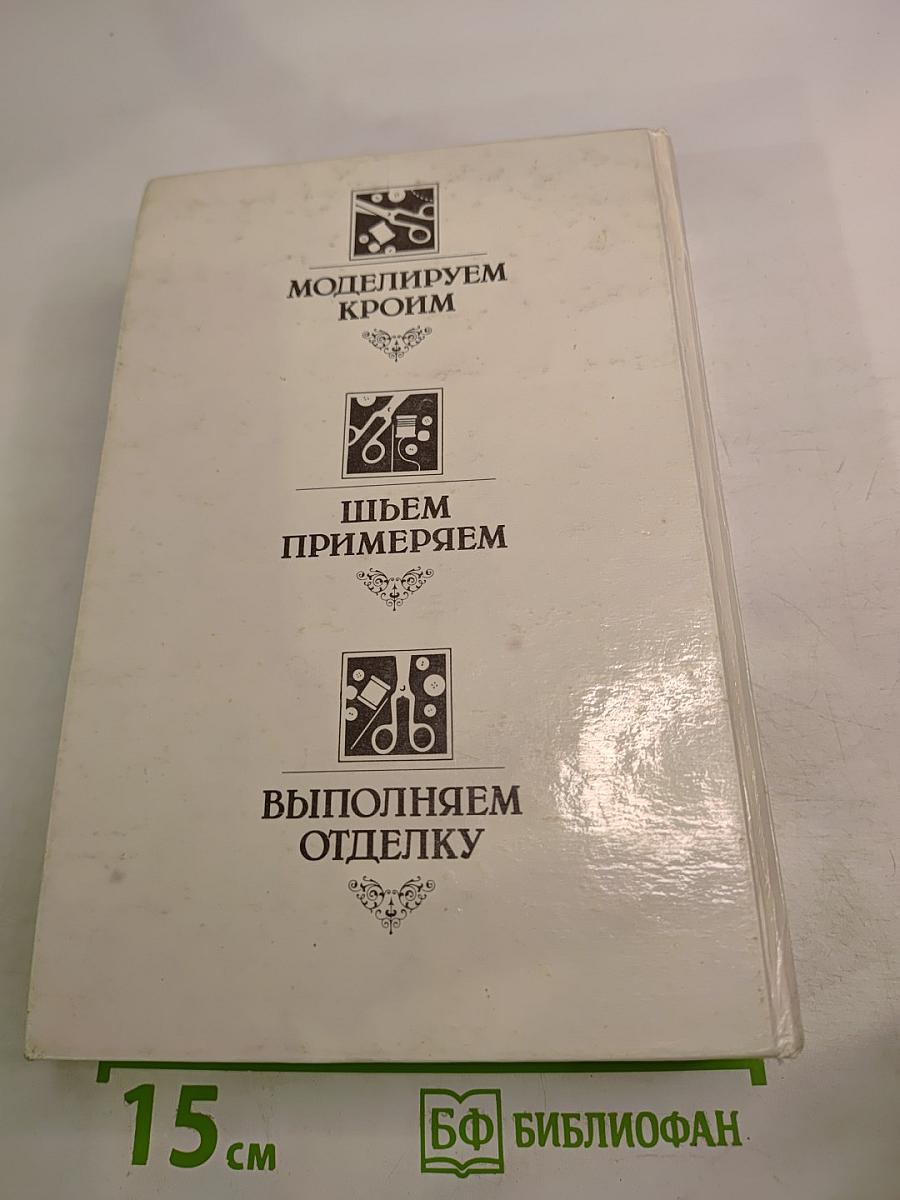 МОДЕЛИРУЕМ
КРОИМ
ШЬЕМ
ПРИМЕРЯЕМ
ВЫПОЛНЯЕМ
ОТДЕЛКУ
15 см
БФ БИБЛИОФАН